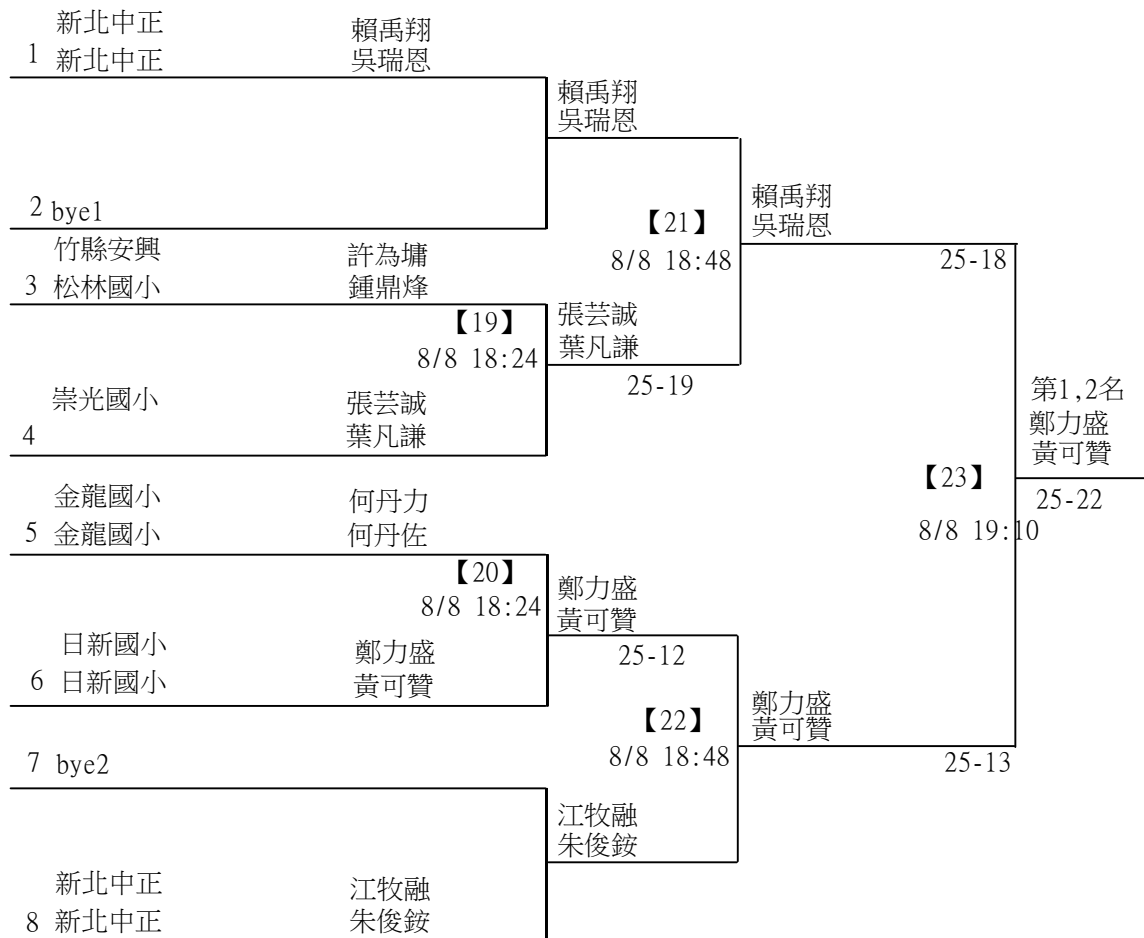 新北中正 賴禹翔
1 新北中正 吳瑞恩
賴禹翔
吳瑞恩
2 bye1
【21】
8/8 18:48
賴禹翔
吳瑞恩
25-18
竹縣安興 許為墉
3 松林國小 鍾鼎烽
【19】
8/8 18:24
張芸誠
葉凡謙
25-19
崇光國小 張芸誠
4 葉凡謙
第1,2名
鄭力盛
黃可贊
25-22
【23】
8/8 19:10
金龍國小 何丹力
5 金龍國小 何丹佐
【20】
8/8 18:24
鄭力盛
黃可贊
25-12
日新國小 鄭力盛
6 日新國小 黃可贊
【22】
8/8 18:48
鄭力盛
黃可贊
25-13
7 bye2
江牧融
朱俊銨
新北中正 江牧融
8 新北中正 朱俊銨